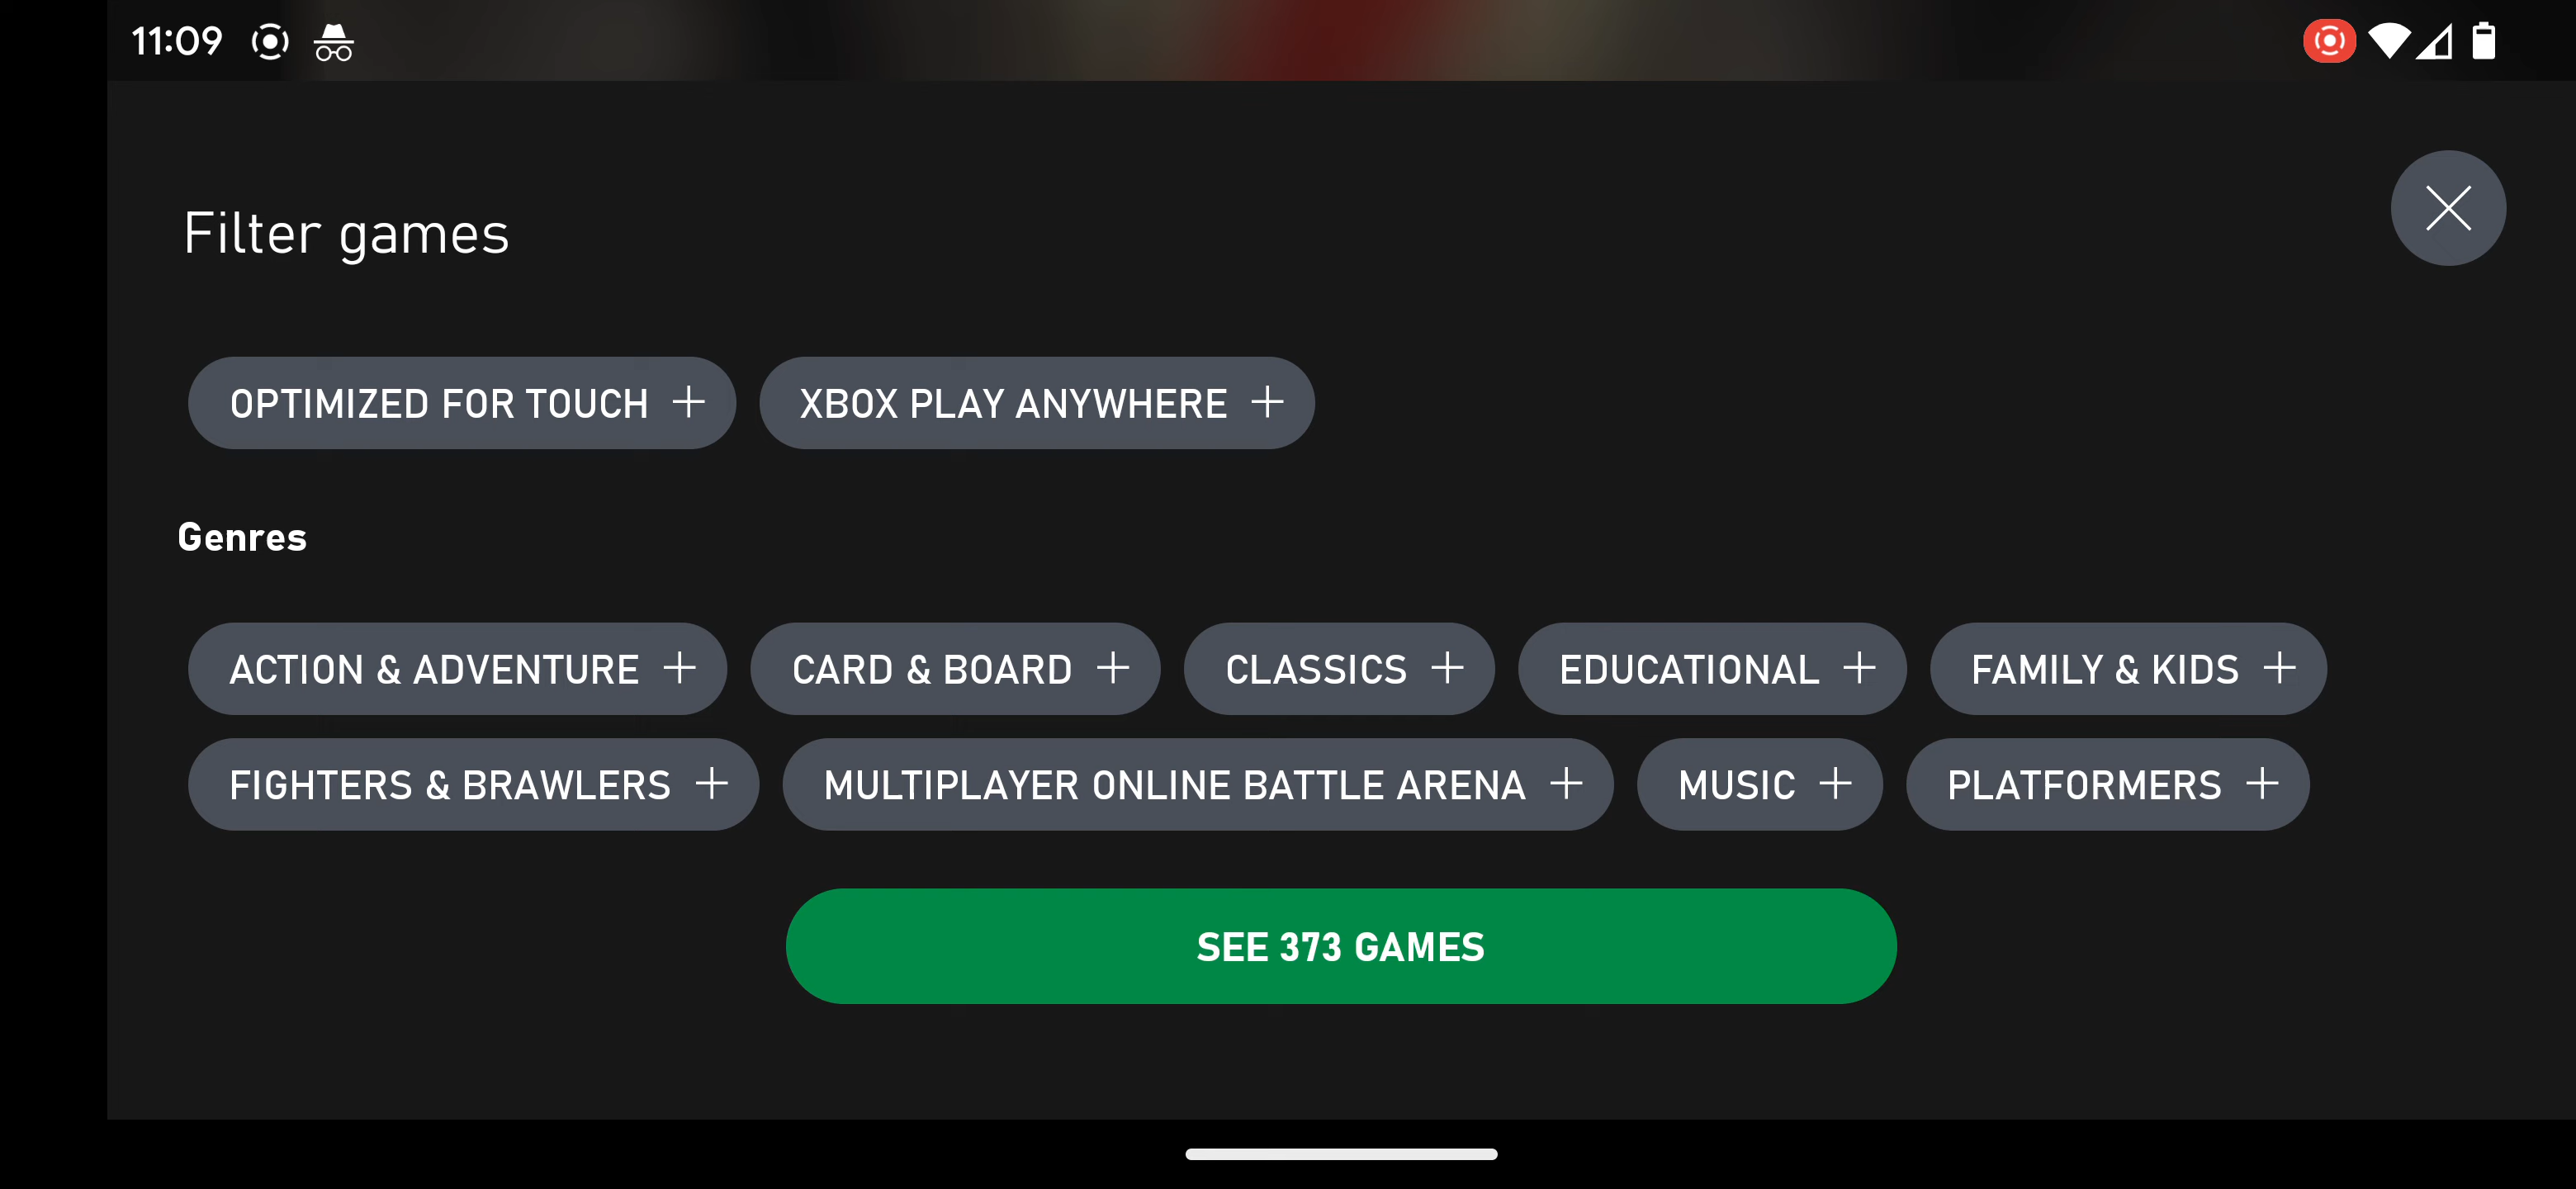 11:09
Filter games
OPTIMIZED FOR TOUCH XBOX PLAY ANYWHERE
Genres
ACTION & ADVENTURE CARD & BOARD CLASSICS EDUCATIONAL FAMILY & KIDS
FIGHTERS & BRAWLERS MULTIPLAYER ONLINE BATTLE ARENA MUSIC PLATFORMERS
SEE 373 GAMES